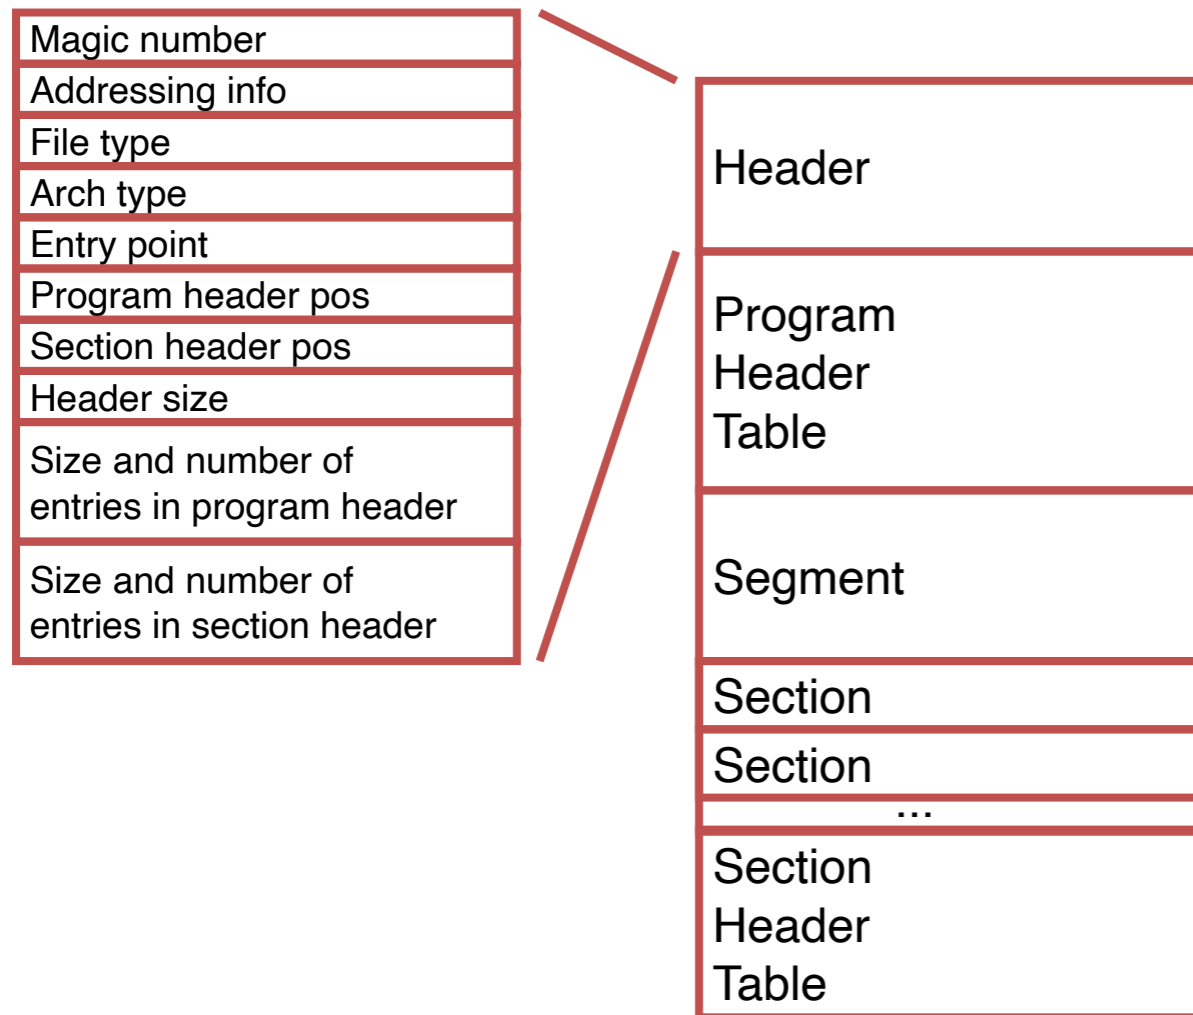 Magic number
Addressing info
File type
Arch type
Entry point
Program header pos
Section header pos
Header size
Size and number of
entries in program header
Size and number of
entries in section header
Header
Program
Header
Table
Segment
Section
Section
...
Section
Header
Table